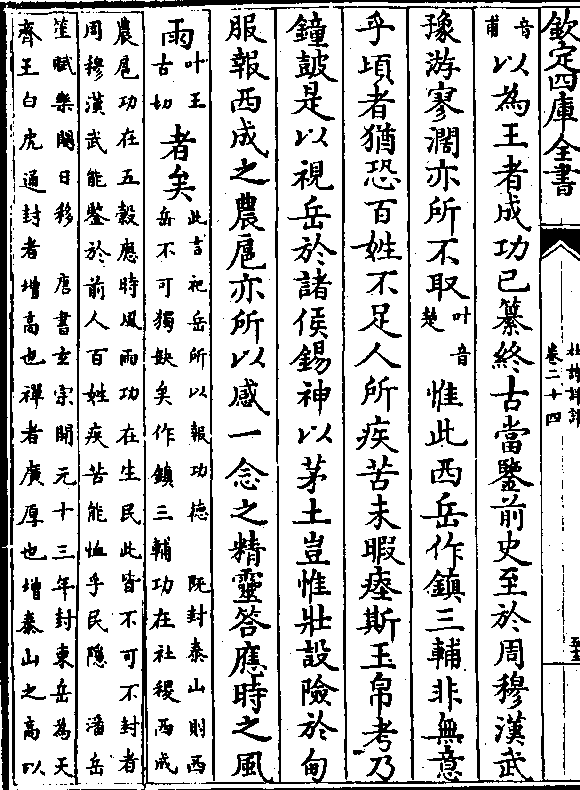 欽定四庫全書
杜詩詳註
卷二十四
音甫以為王者成功已纂終古當鑒前史至於周穆漢武
豫游寥濶亦所不取叶音楚惟此西岳作鎮三輔非無意
乎頃者猶恐百姓不足人所疾苦未暇瘞斯玉帛考乃
鐘皷是以視岳於諸侯錫神以茅土豈惟壯設險於甸
服報西成之農扈亦所以感一念之精靈答應時之風
雨叶王古切者矣此言祀岳所以報功德 既封泰山則西
岳不可獨缺矣作鎮三輔功在社稷西成
農扈功在五穀應時風雨功在生民此皆不可不封者
周穆漢武能鑒於前人百姓疾苦能恤乎民隱 潘岳
笙賦樂闋日移 唐書玄宗開元十三年封東岳為天
齊王白虎通封者增高也禪者廣厚也增泰山之高以